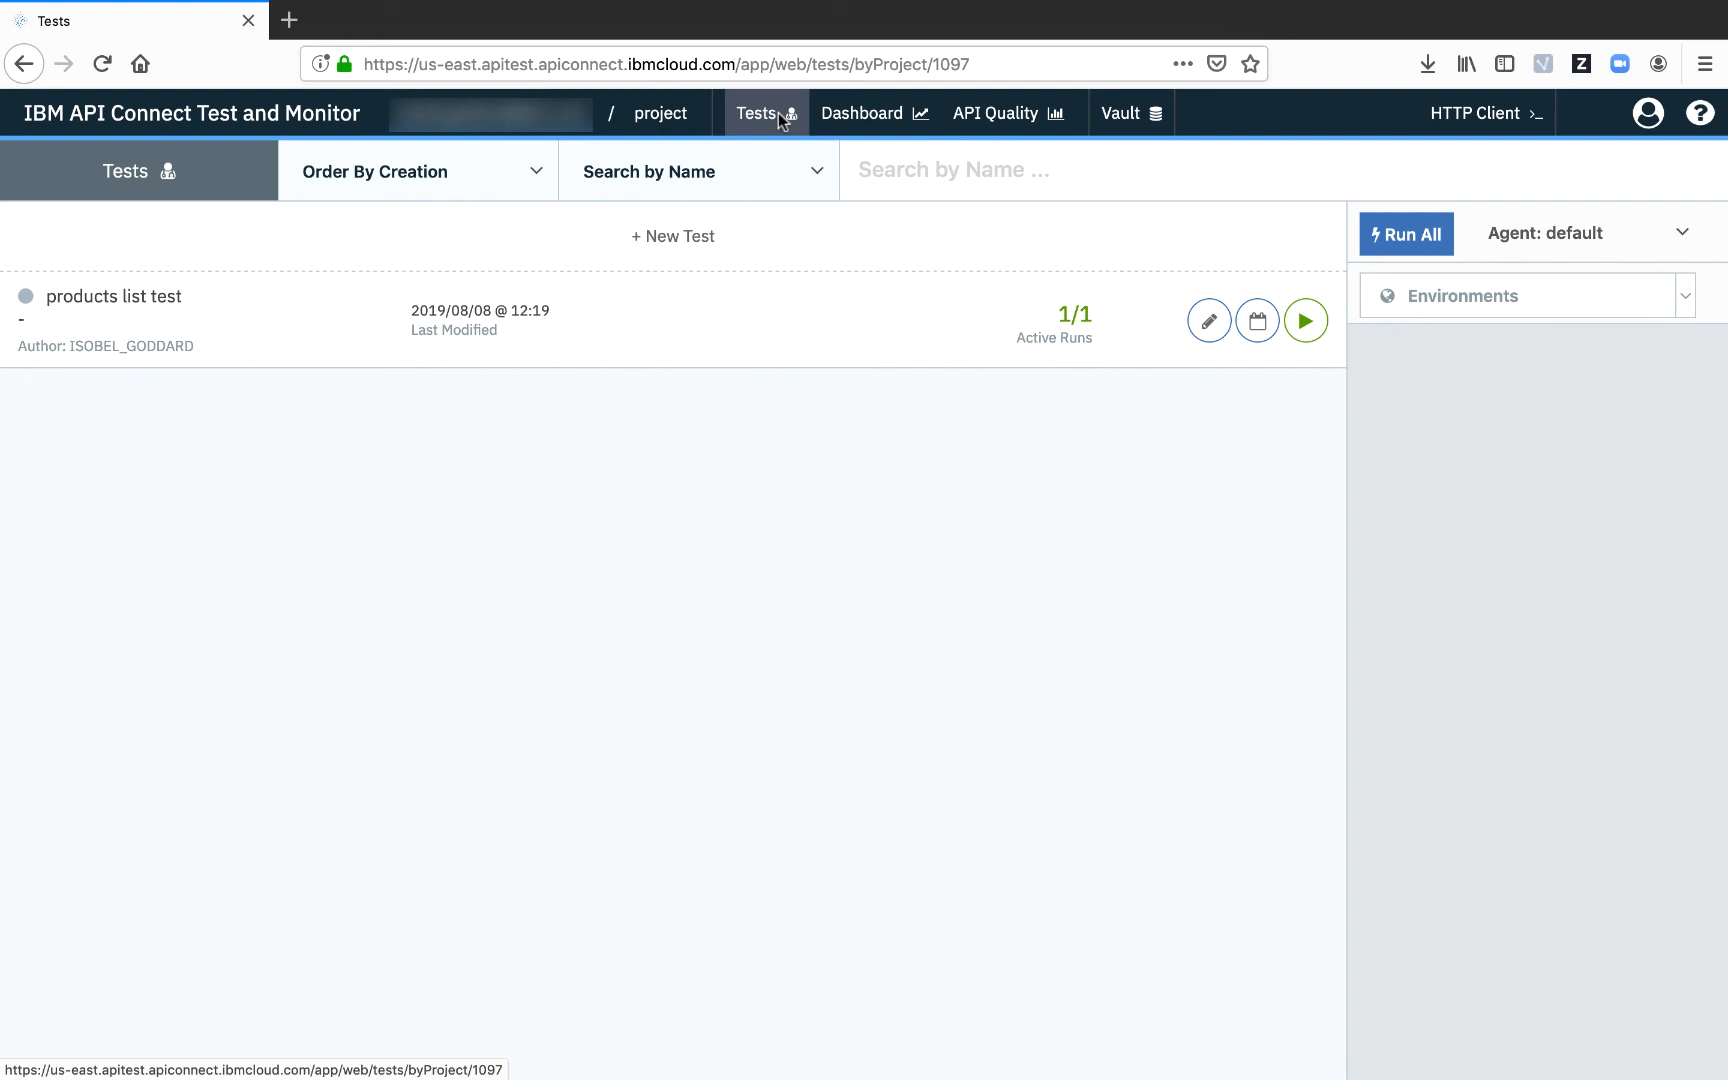 Tests
https://us-east.apitest.apiconnect.ibmcloud.com/app/web/tests/byProject/1097
IBM API Connect Test and Monitor / project Tests Dashboard API Quality Vault HTTP Client >_
Tests Order By Creation Search by Name Search by Name ...
+ New Test
Run All Agent: default
Environments
products list test
-
Author: ISOBEL_GODDARD
2019/08/08 @ 12:19
Last Modified
1/1
Active Runs
https://us-east.apitest.apiconnect.ibmcloud.com/app/web/tests/byProject/1097